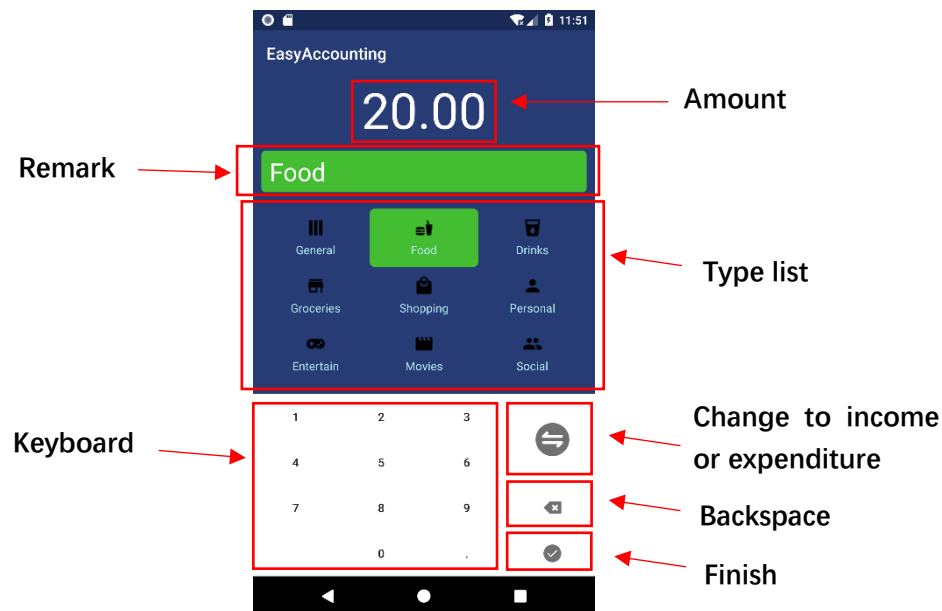 11:51
EasyAccounting
20.00
Amount
Remark
Food
General Food Drinks
Type list
Groceries Shopping Personal
Entertain Movies Social
Keyboard
1 2 3
4 5 6
7 8 9
0 .
Change to income
or expenditure
Backspace
Finish